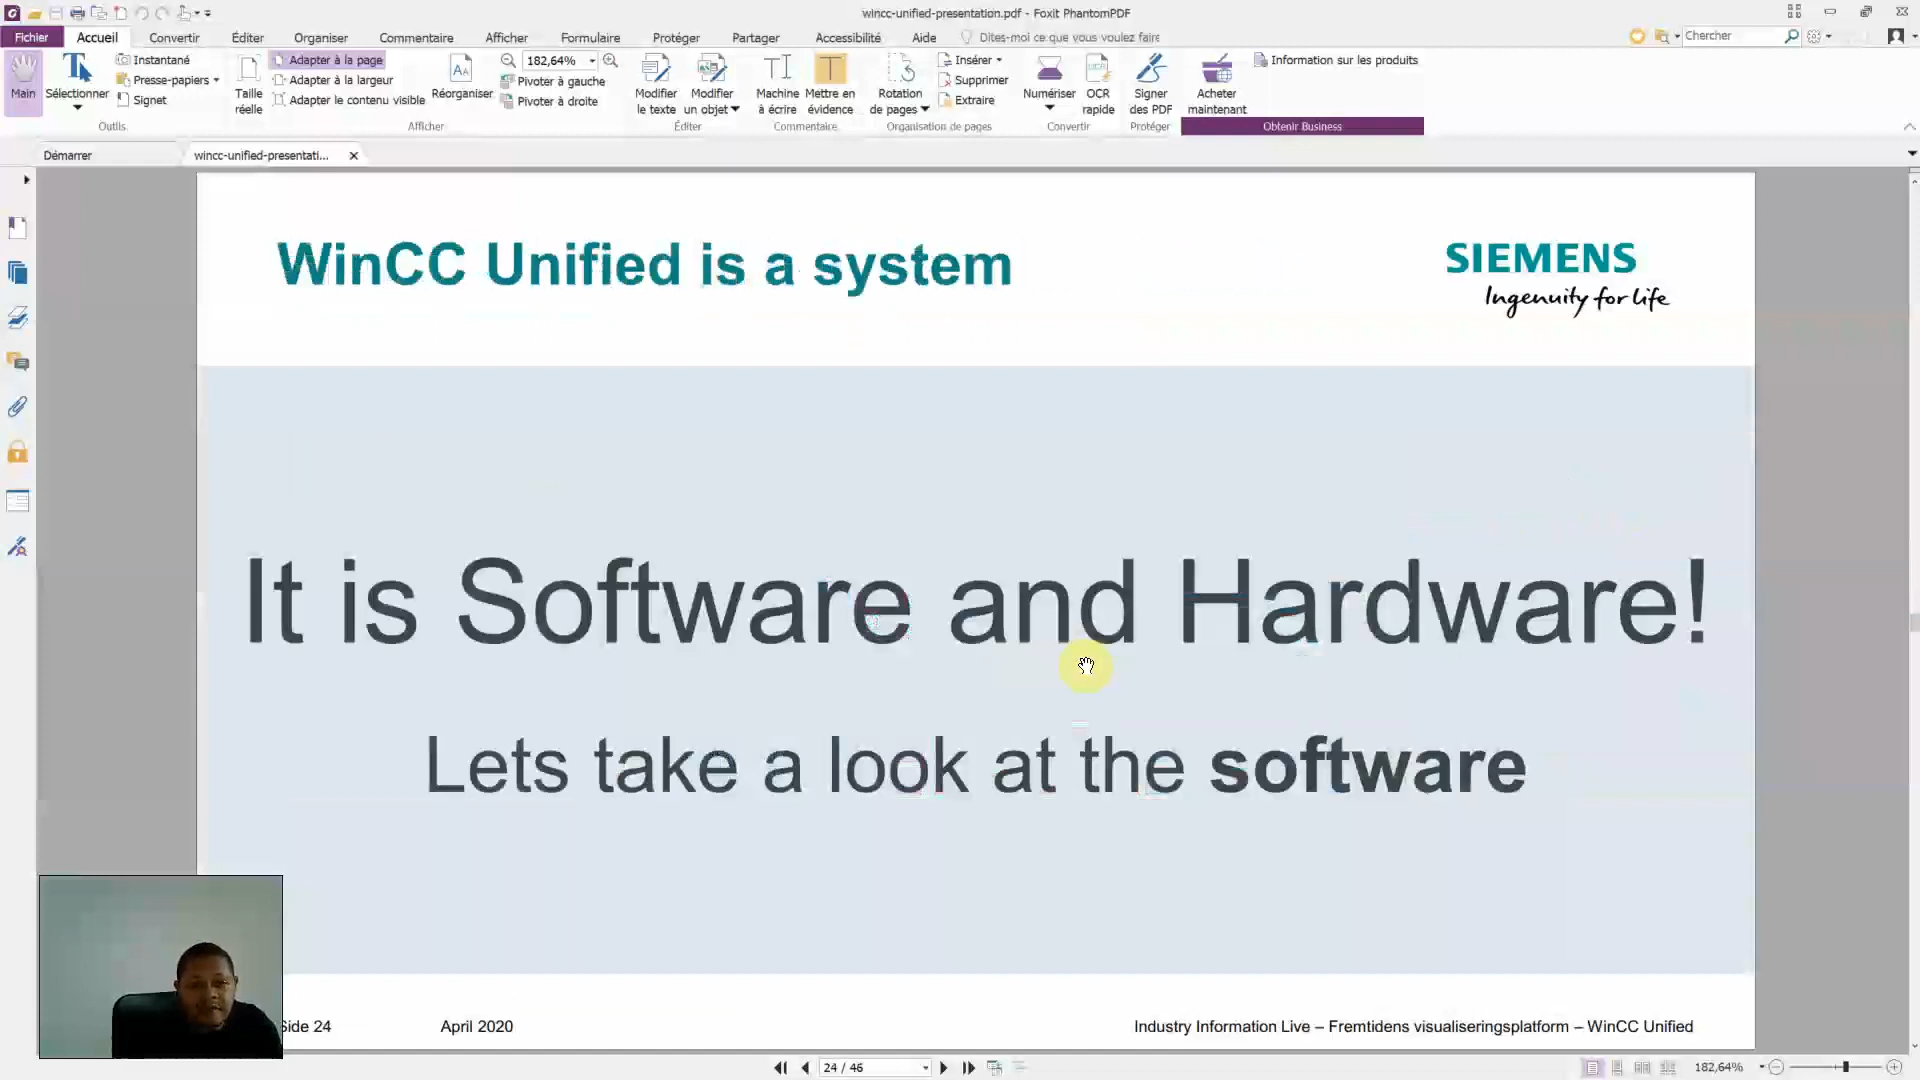 wincc-unified-presentation.pdf - Foxit PhantomPDF
Fichier
Accueil
Convertir
Éditer
Organiser
Commentaire
Afficher
Formulaire
Protéger
Partager
Accessibilité
Aide
Dites-moi ce que vous voulez faire
Chercher
Main
Sélectionner
Instantané
Presse-papiers
Signet
Outils
Taille
réelle
Adapter à la page
Adapter à la largeur
Adapter le contenu visible
Réorganiser
182,64%
Pivoter à gauche
Pivoter à droite
Afficher
Modifier
le texte
Modifier
un objet
Éditer
Machine
à écrire
Mettre en
évidence
Commentaire
Rotation
de pages
Insérer
Supprimer
Extraire
Organisation de pages
Numériser
OCR
rapide
Convertir
Signer
des PDF
Protéger
Acheter
maintenant
Information sur les produits
Obtenir Business
Démarrer
wincc-unified-presentati...
WinCC Unified is a system
SIEMENS
Ingenuity for life
It is Software and Hardware!
Lets take a look at the software
Side 24
April 2020
Industry Information Live – Fremtidens visualiseringsplatform – WinCC Unified
24 / 46
182,64%